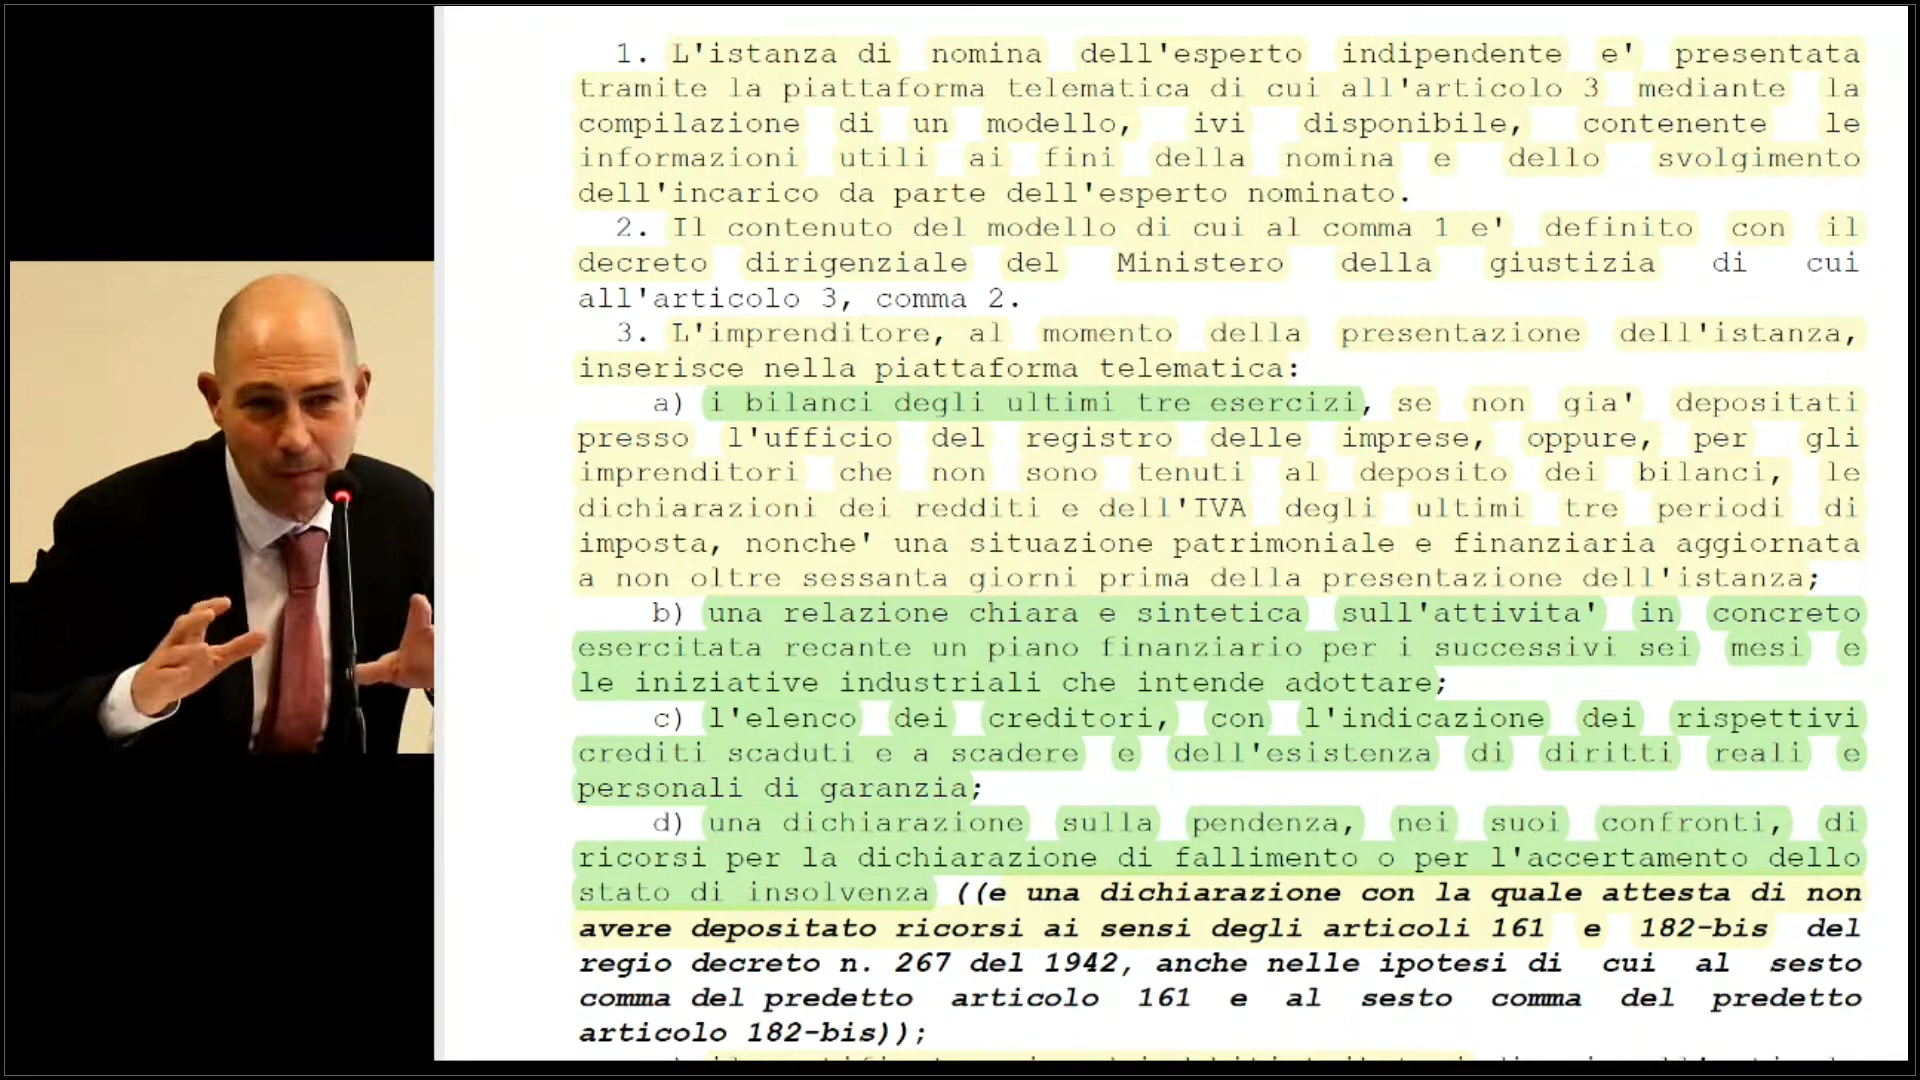 1. L'istanza di nomina dell'esperto indipendente e' presentata
tramite la piattaforma telematica di cui all'articolo 3 mediante la
compilazione di un modello, ivi disponibile, contenente le
informazioni utili ai fini della nomina e dello svolgimento
dell'incarico da parte dell'esperto nominato.
2. Il contenuto del modello di cui al comma 1 e' definito con il
decreto dirigenziale del Ministero della giustizia di cui
all'articolo 3, comma 2.
3. L'imprenditore, al momento della presentazione dell'istanza,
inserisce nella piattaforma telematica:
a) i bilanci degli ultimi tre esercizi, se non gia' depositati
presso l'ufficio del registro delle imprese, oppure, per gli
imprenditori che non sono tenuti al deposito dei bilanci, le
dichiarazioni dei redditi e dell'IVA degli ultimi tre periodi di
imposta, nonche' una situazione patrimoniale e finanziaria aggiornata
a non oltre sessanta giorni prima della presentazione dell'istanza;
b) una relazione chiara e sintetica sull'attivita' in concreto
esercitata recante un piano finanziario per i successivi sei mesi e
le iniziative industriali che intende adottare;
c) l'elenco dei creditori, con l'indicazione dei rispettivi
crediti scaduti e a scadere e dell'esistenza di diritti reali e
personali di garanzia;
d) una dichiarazione sulla pendenza, nei suoi confronti, di
ricorsi per la dichiarazione di fallimento o per l'accertamento dello
stato di insolvenza ((e una dichiarazione con la quale attesta di non
avere depositato ricorsi ai sensi degli articoli 161 e 182-bis del
regio decreto n. 267 del 1942, anche nelle ipotesi di cui al sesto
comma del predetto articolo 161 e al sesto comma del predetto
articolo 182-bis));